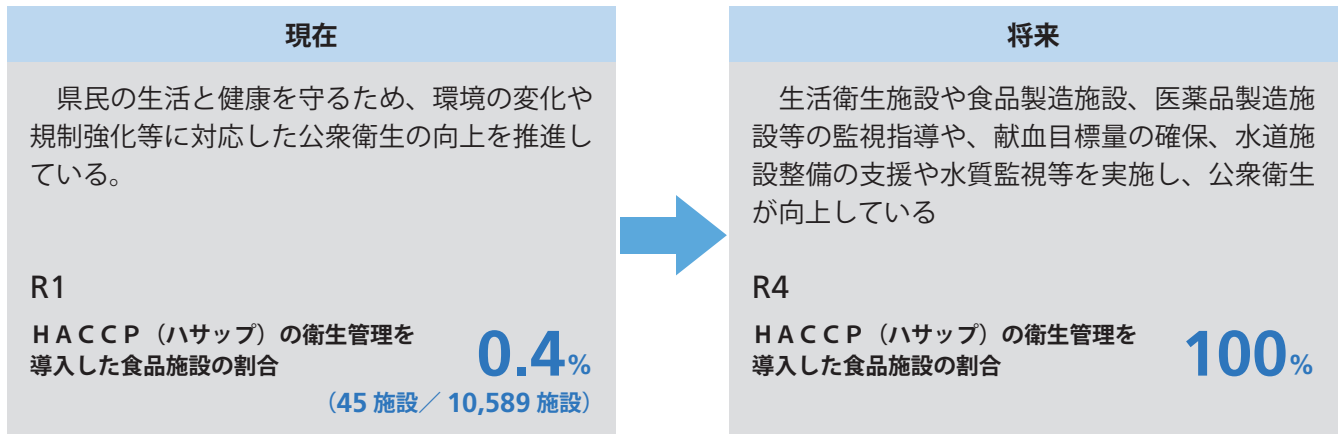 現在
　県民の生活と健康を守るため、環境の変化や
規制強化等に対応した公衆衛生の向上を推進し
ている。
R1
ＨＡＣＣＰ（ハサップ）の衛生管理を
導入した食品施設の割合
0.4%
（45 施設／ 10,589 施設）
将来
　生活衛生施設や食品製造施設、医薬品製造施
設等の監視指導や、献血目標量の確保、水道施
設整備の支援や水質監視等を実施し、公衆衛生
が向上している
R4
ＨＡＣＣＰ（ハサップ）の衛生管理を
導入した食品施設の割合
100%